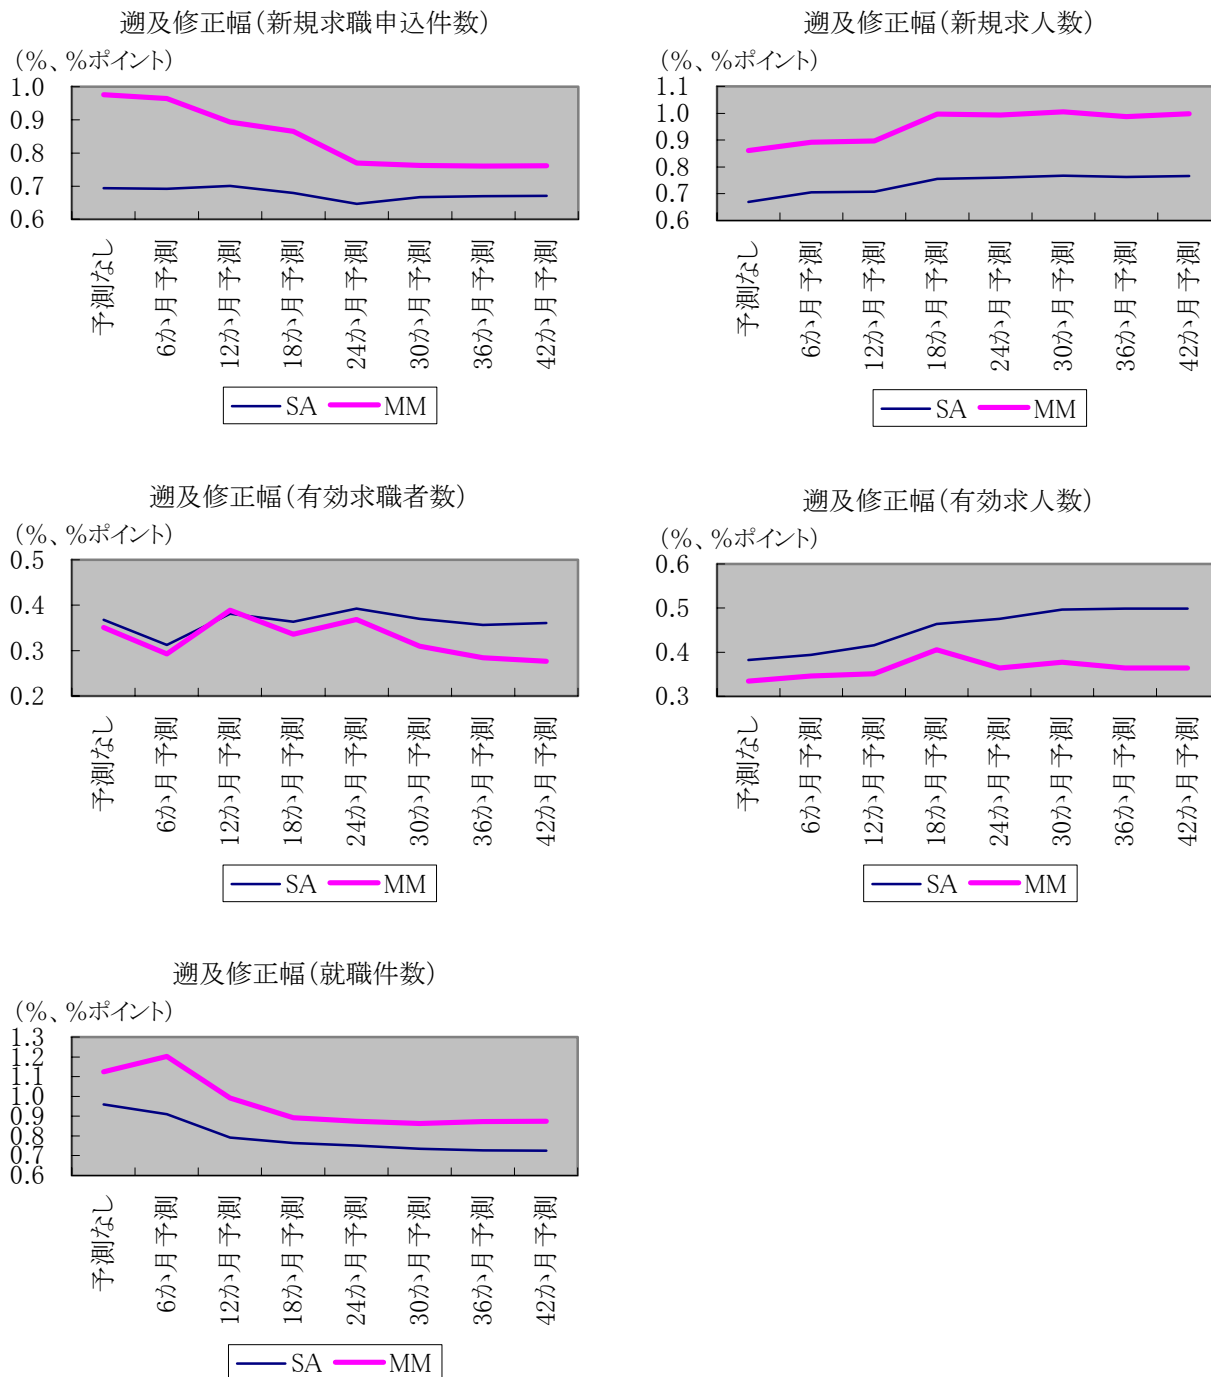 遡及修正幅(新規求職申込件数)
(%、%ポイント)
1.0
0.9
0.8
0.7
0.6
予測なし
6か月予測
12か月予測
18か月予測
24か月予測
30か月予測
36か月予測
42か月予測
SA MM
遡及修正幅(新規求人数)
(%、%ポイント)
1.1
1.0
0.9
0.8
0.7
0.6
予測なし
6か月予測
12か月予測
18か月予測
24か月予測
30か月予測
36か月予測
42か月予測
SA MM
遡及修正幅(有効求職者数)
(%、%ポイント)
0.5
0.4
0.3
0.2
予測なし
6か月予測
12か月予測
18か月予測
24か月予測
30か月予測
36か月予測
42か月予測
SA MM
遡及修正幅(有効求人数)
(%、%ポイント)
0.6
0.5
0.4
0.3
予測なし
6か月予測
12か月予測
18か月予測
24か月予測
30か月予測
36か月予測
42か月予測
SA MM
遡及修正幅(就職件数)
(%、%ポイント)
1.3
1.2
1.1
1.0
0.9
0.8
0.7
0.6
予測なし
6か月予測
12か月予測
18か月予測
24か月予測
30か月予測
36か月予測
42か月予測
SA MM